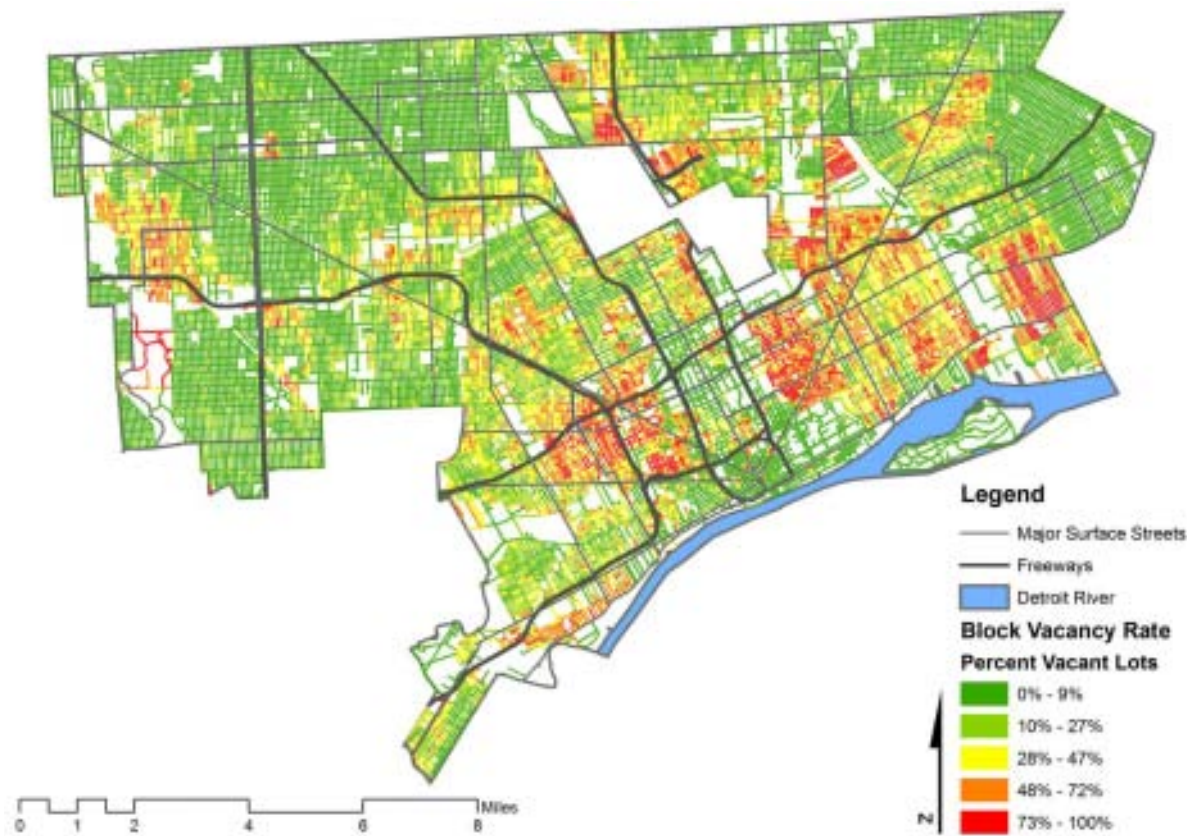 Legend
Major Surface Streets
Freeways
Detroit River
Block Vacancy Rate
Percent Vacant Lots
0% - 9%
10% - 27%
28% - 47%
48% - 72%
73% - 100%
N
Miles
0 1 2 4 6 8